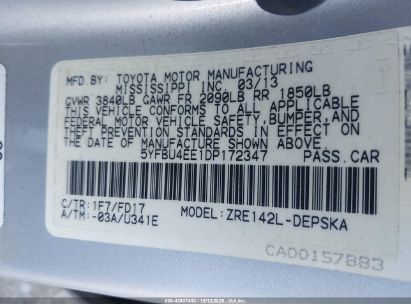 MFD BY: TOYOTA MOTOR MANUFACTURING
MISSISSIPPI INC. 03/13
GVWR 3840LB GAWR FR 2090LB RR 1850LB
THIS VEHICLE CONFORMS TO ALL APPLICABLE
FEDERAL MOTOR VEHICLE SAFETY, BUMPER, AND
THEFT PREVENTION STANDARDS IN EFFECT ON
THE DATE OF MANUFACTURE SHOWN ABOVE.
5YFBU4EE1DP172347 PASS.CAR
C/TR: 1F7/FD17 MODEL: ZRE142L-DEPSKA
A/TM: -03A/U341E
CA00157883